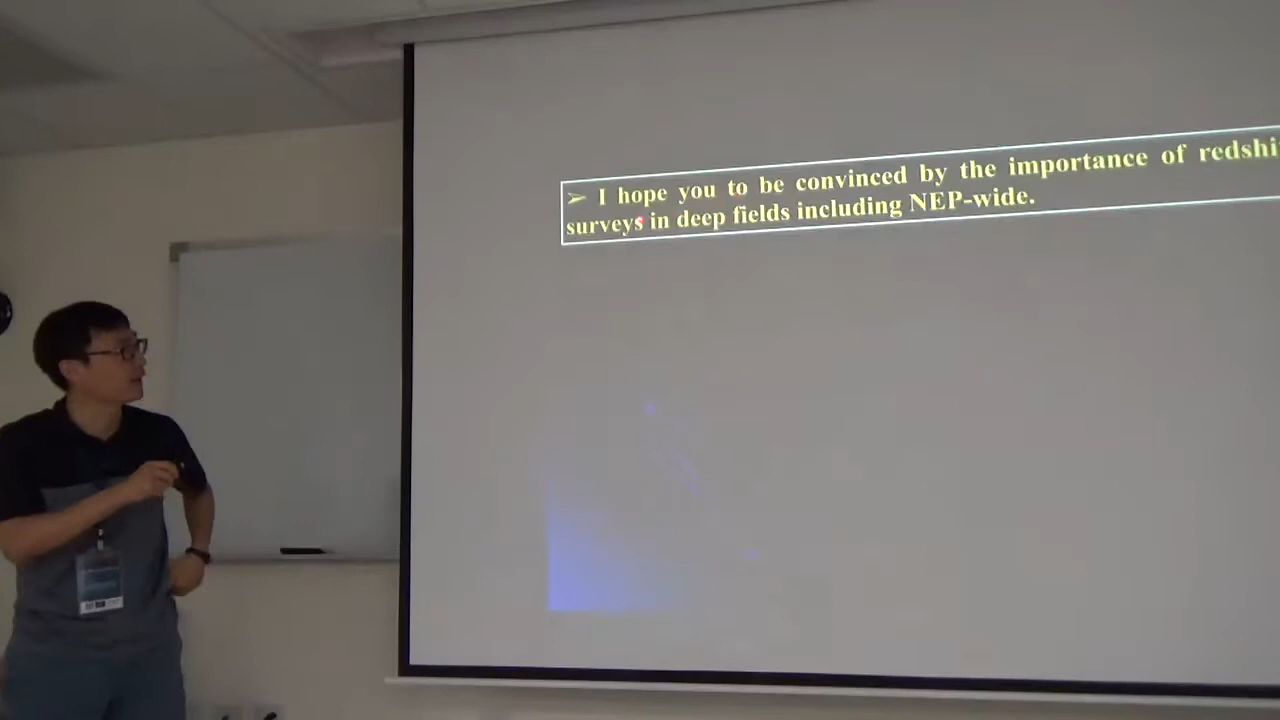 ➢ I hope you to be convinced by the importance of redshi
surveys in deep fields including NEP-wide.